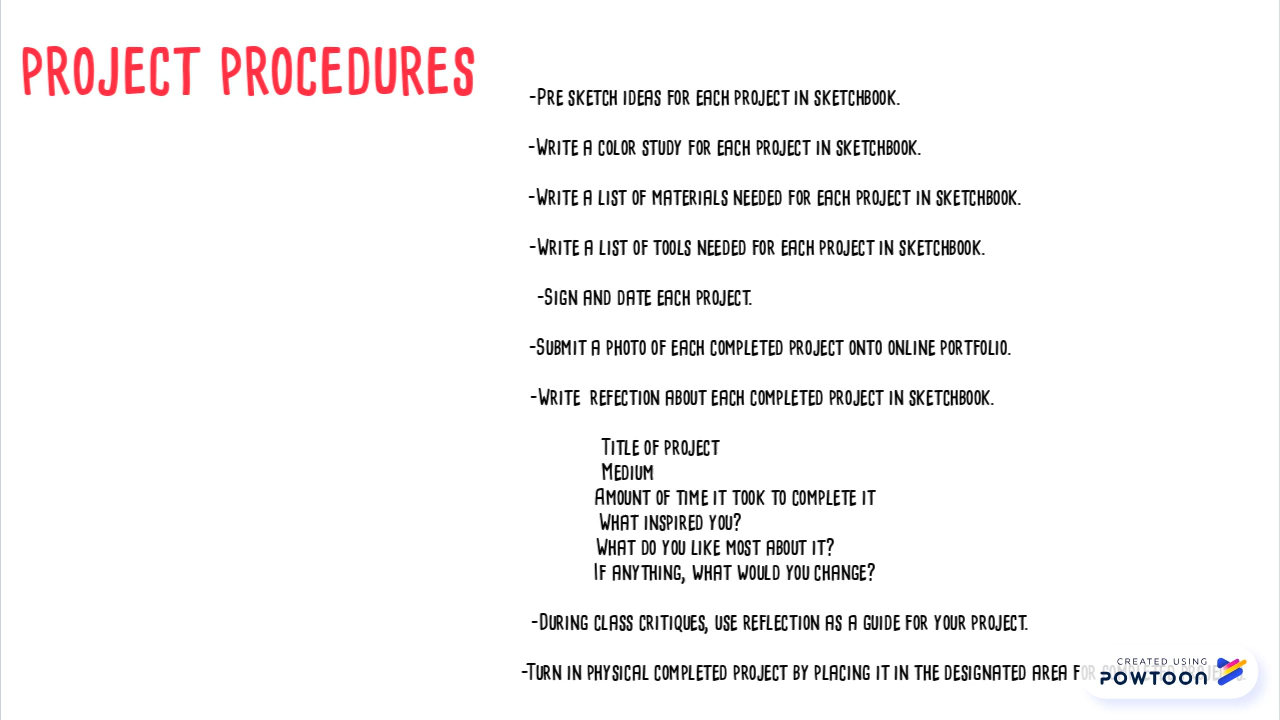 PROJECT PROCEDURES
-PRE SKETCH IDEAS FOR EACH PROJECT IN SKETCHBOOK.
-WRITE A COLOR STUDY FOR EACH PROJECT IN SKETCHBOOK.
-WRITE A LIST OF MATERIALS NEEDED FOR EACH PROJECT IN SKETCHBOOK.
-WRITE A LIST OF TOOLS NEEDED FOR EACH PROJECT IN SKETCHBOOK.
-SIGN AND DATE EACH PROJECT.
-SUBMIT A PHOTO OF EACH COMPLETED PROJECT ONTO ONLINE PORTFOLIO.
-WRITE REFECTION ABOUT EACH COMPLETED PROJECT IN SKETCHBOOK.
TITLE OF PROJECT
MEDIUM
AMOUNT OF TIME IT TOOK TO COMPLETE IT
WHAT INSPIRED YOU?
WHAT DO YOU LIKE MOST ABOUT IT?
IF ANYTHING, WHAT WOULD YOU CHANGE?
-DURING CLASS CRITIQUES, USE REFLECTION AS A GUIDE FOR YOUR PROJECT.
-TURN IN PHYSICAL COMPLETED PROJECT BY PLACING IT IN THE DESIGNATED AREA FOR
CREATED USING
POWTOON